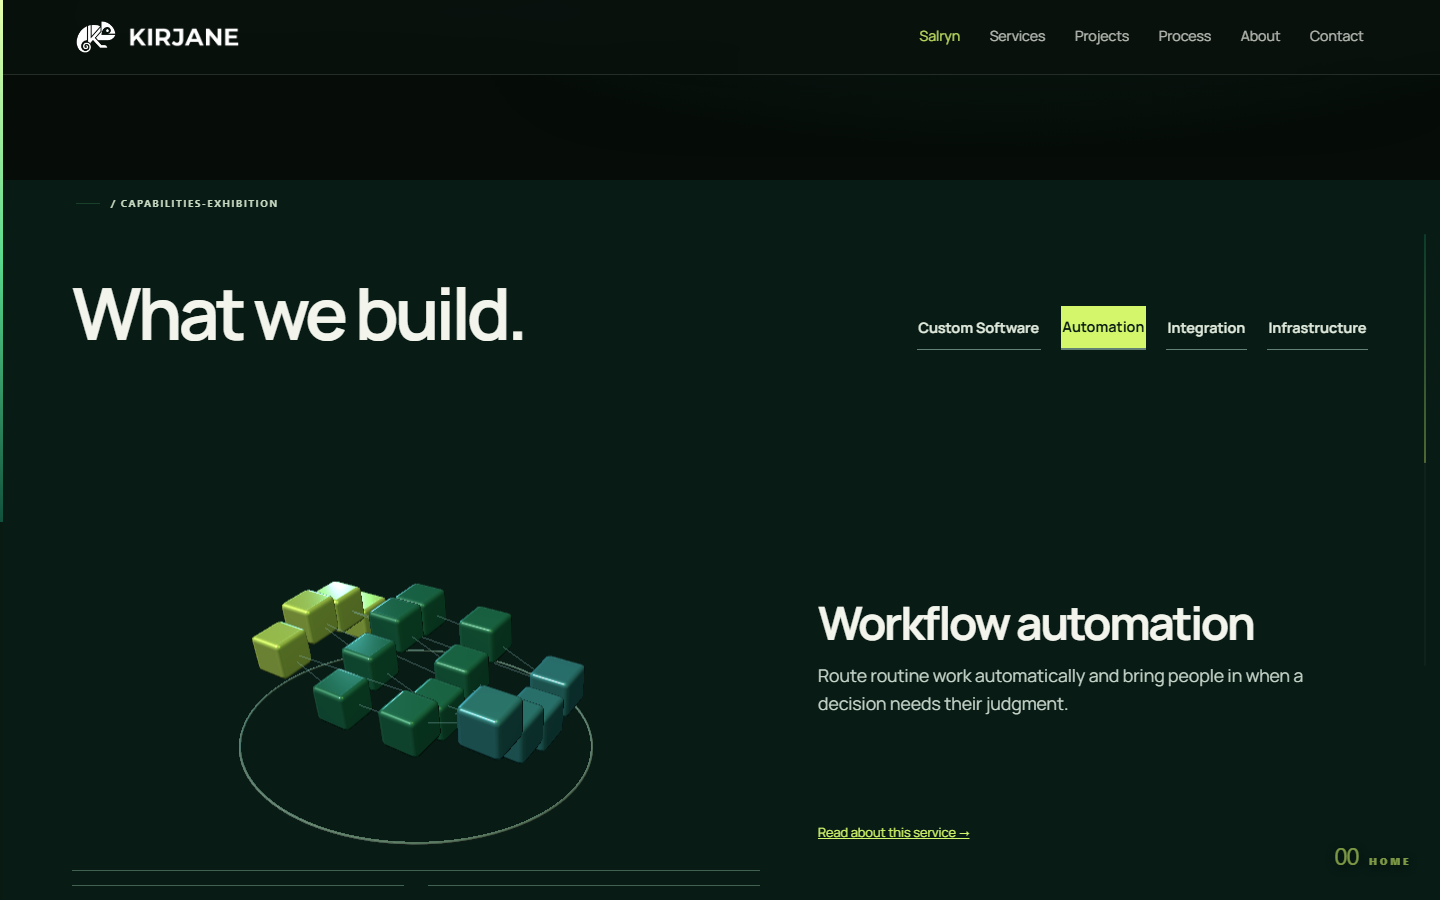 KIRJANE
Salryn Services Projects Process About Contact
/ CAPABILITIES-EXHIBITION
What we build.
Custom Software Automation Integration Infrastructure
Workflow automation
Route routine work automatically and bring people in when a
decision needs their judgment.
Read about this service →
00 HOME